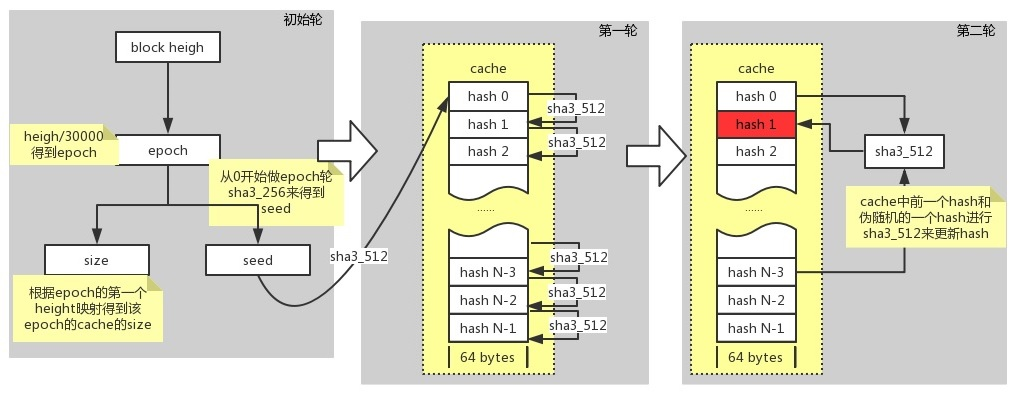 初始轮
block heigh
heigh/30000
得到epoch
epoch
从0开始做epoch轮
sha3_256来得到
seed
size
seed
根据epoch的第一个
height映射得到该
epoch的cache的size
sha3_512
第一轮
cache
hash 0
sha3_512
hash 1
sha3_512
hash 2
......
sha3_512
hash N-3
sha3_512
hash N-2
sha3_512
hash N-1
64 bytes
第二轮
cache
hash 0
hash 1
hash 2
sha3_512
......
cache中前一个hash和
伪随机的一个hash进行
sha3_512来更新hash
hash N-3
hash N-2
hash N-1
64 bytes